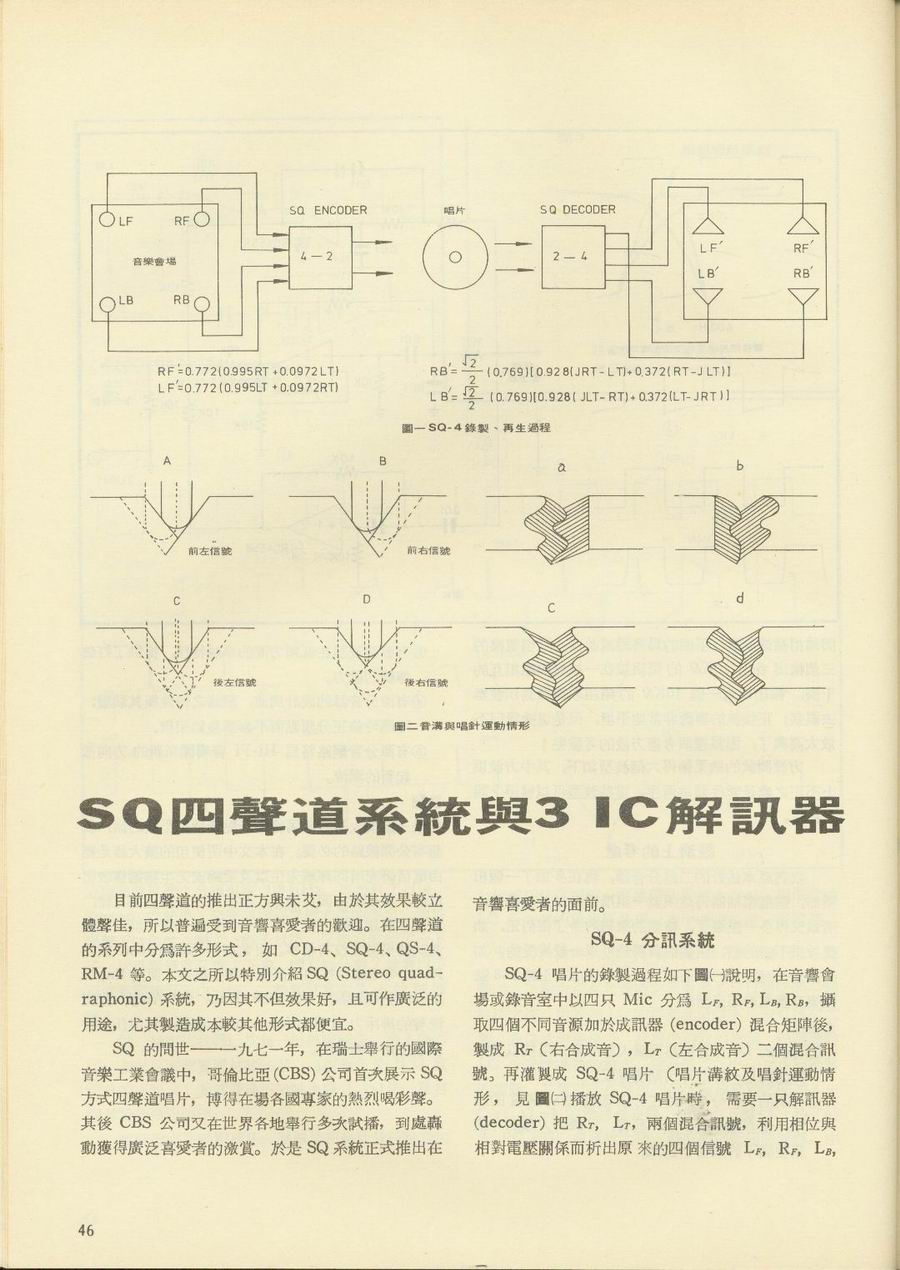 SQ ENCODER
唱片
SQ DECODER
LF
RF
4－2
2－4
LF′
RF′
音樂會場
LB′
RB′
LB
RB
RF′=0.772(0.995RT +0.0972LT)
LF′=0.772(0.995LT +0.0972RT)
RB′= √2/2 (0.769)[0.928(JRT-LT)+0.372(RT-JLT)]
LB′= √2/2 (0.769)[0.928(JLT-RT)+0.372(LT-JRT)]
圖一 SQ-4 錄製、再生過程
A
B
a
b
前左信號
前右信號
C
D
C
d
後左信號
後右信號
圖二音溝與唱針運動情形
SQ四聲道系統與3 IC解訊器
目前四聲道的推出正方興未艾，由於其效果較立
體聲佳，所以普遍受到音響喜愛者的歡迎。在四聲道
的系列中分爲許多形式，如 CD-4、SQ-4、QS-4、
RM-4 等。本文之所以特別介紹 SQ (Stereo quad-
raphonic) 系統，乃因其不但效果好，且可作廣泛的
用途，尤其製造成本較其他形式都便宜。
SQ 的問世——一九七一年，在瑞士舉行的國際
音樂工業會議中，哥倫比亞 (CBS) 公司首次展示 SQ
方式四聲道唱片，博得在場各國專家的熱烈喝彩聲。
其後 CBS 公司又在世界各地舉行多次試播，到處轟
動獲得廣泛喜愛者的激賞。於是 SQ 系統正式推出在
音響喜愛者的面前。
SQ-4 分訊系統
SQ-4 唱片的錄製過程如下圖㈠說明，在音響會
場或錄音室中以四只 Mic 分爲 LF, RF, LB, RB，攝
取四個不同音源加於成訊器 (encoder) 混合矩陣後，
製成 RT（右合成音），LT（左合成音）二個混合訊
號。再灌製成 SQ-4 唱片（唱片溝紋及唱針運動情
形，見圖㈡播放 SQ-4 唱片時，需要一只解訊器
(decoder) 把 RT, LT，兩個混合訊號，利用相位與
相對電壓關係而析出原來的四個信號 LF, RF, LB,
46